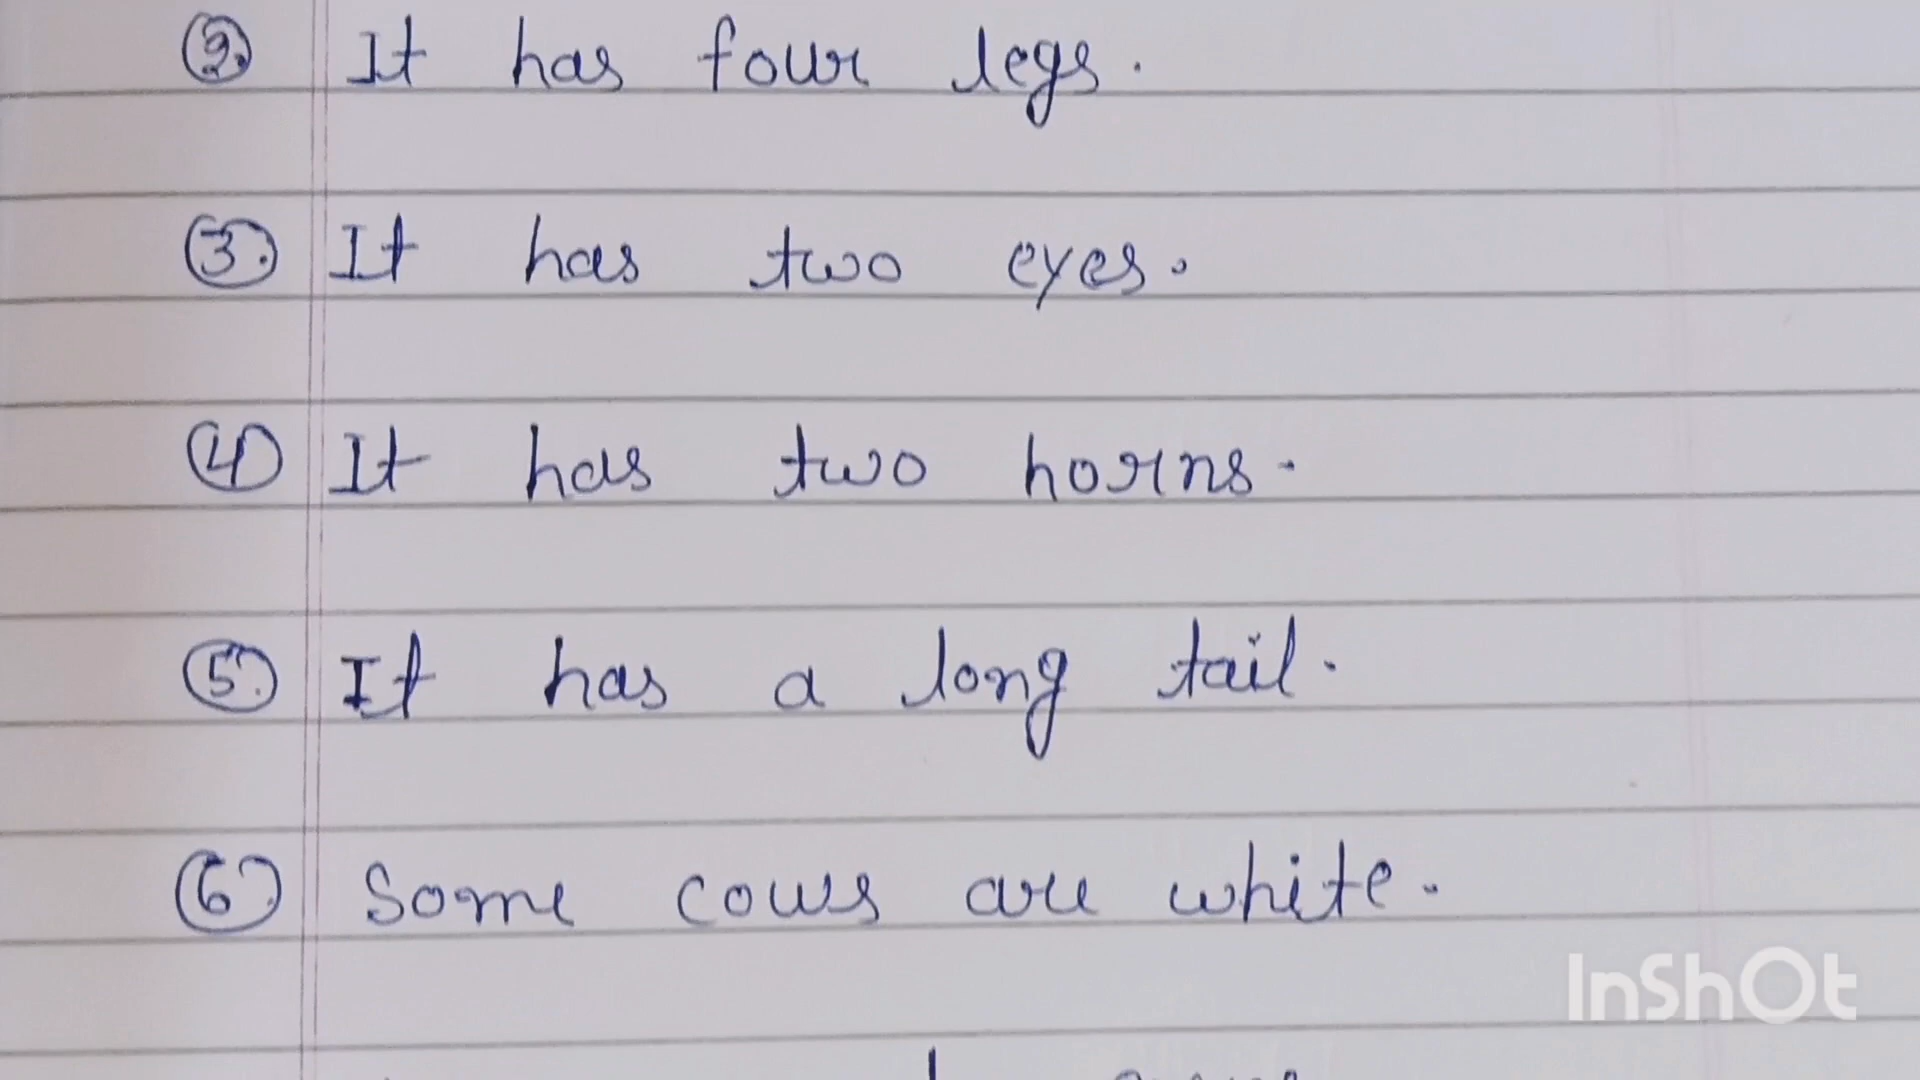 2. It has four legs.
3. It has two eyes.
4 It has two horns.
5. It has a long tail.
6. Some cows are white.
InShOt